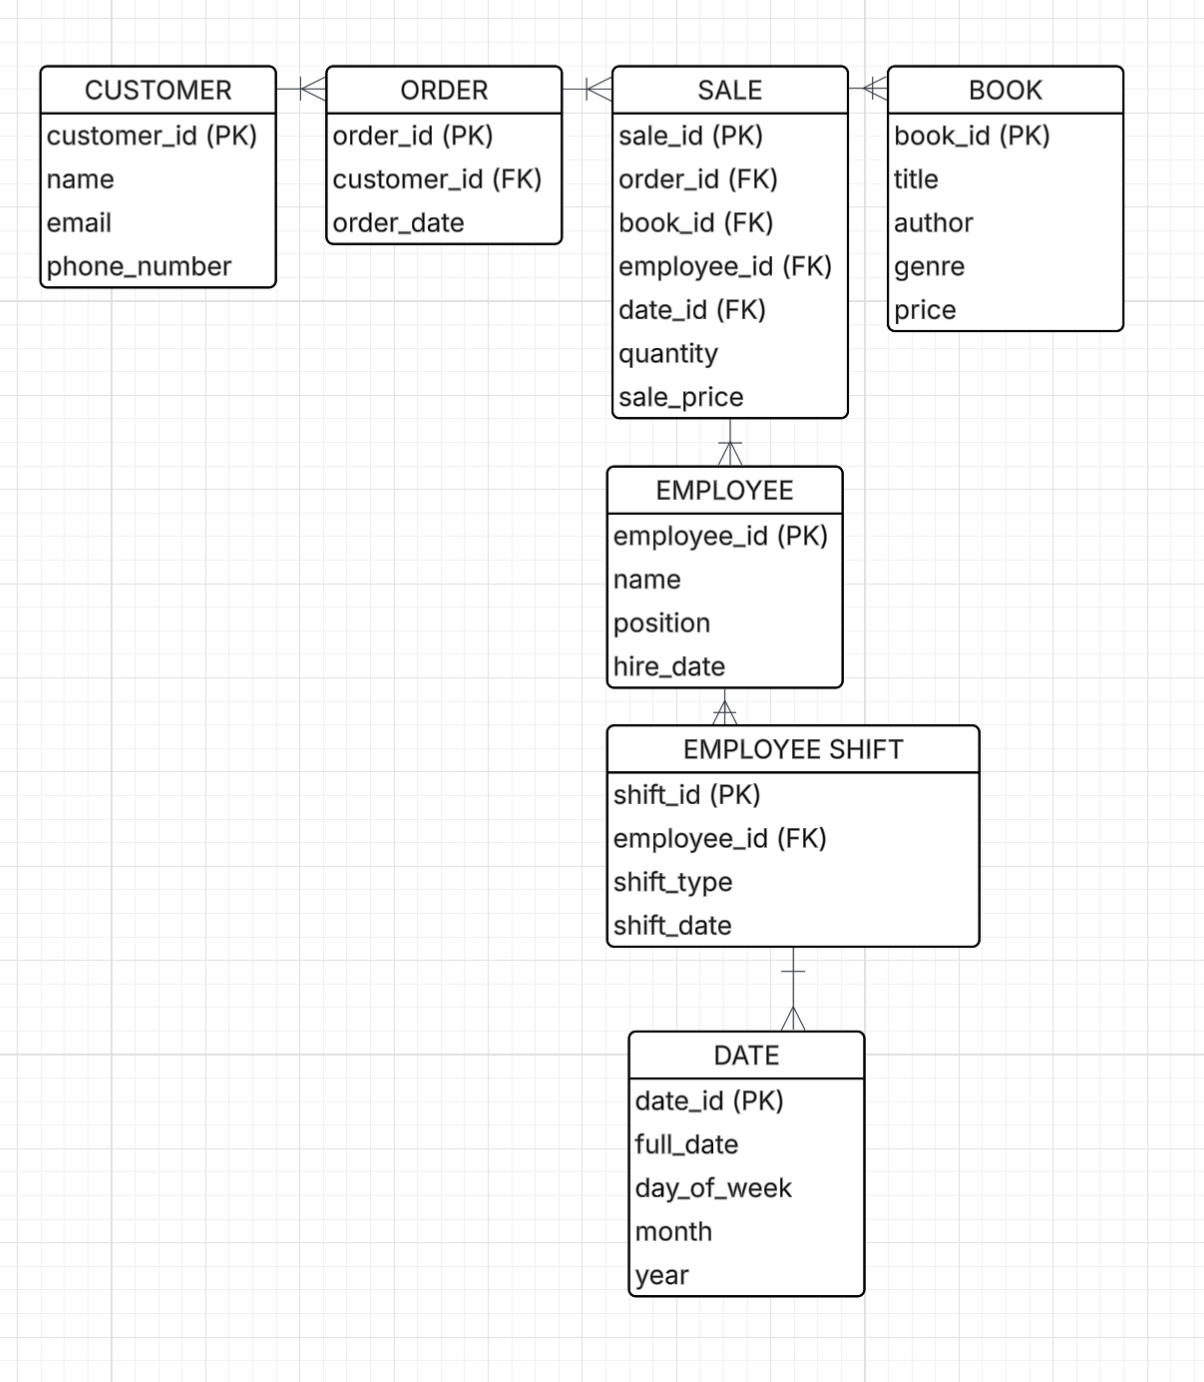 CUSTOMER
customer_id (PK)
name
email
phone_number
ORDER
order_id (PK)
customer_id (FK)
order_date
SALE
sale_id (PK)
order_id (FK)
book_id (FK)
employee_id (FK)
date_id (FK)
quantity
sale_price
BOOK
book_id (PK)
title
author
genre
price
EMPLOYEE
employee_id (PK)
name
position
hire_date
EMPLOYEE SHIFT
shift_id (PK)
employee_id (FK)
shift_type
shift_date
DATE
date_id (PK)
full_date
day_of_week
month
year